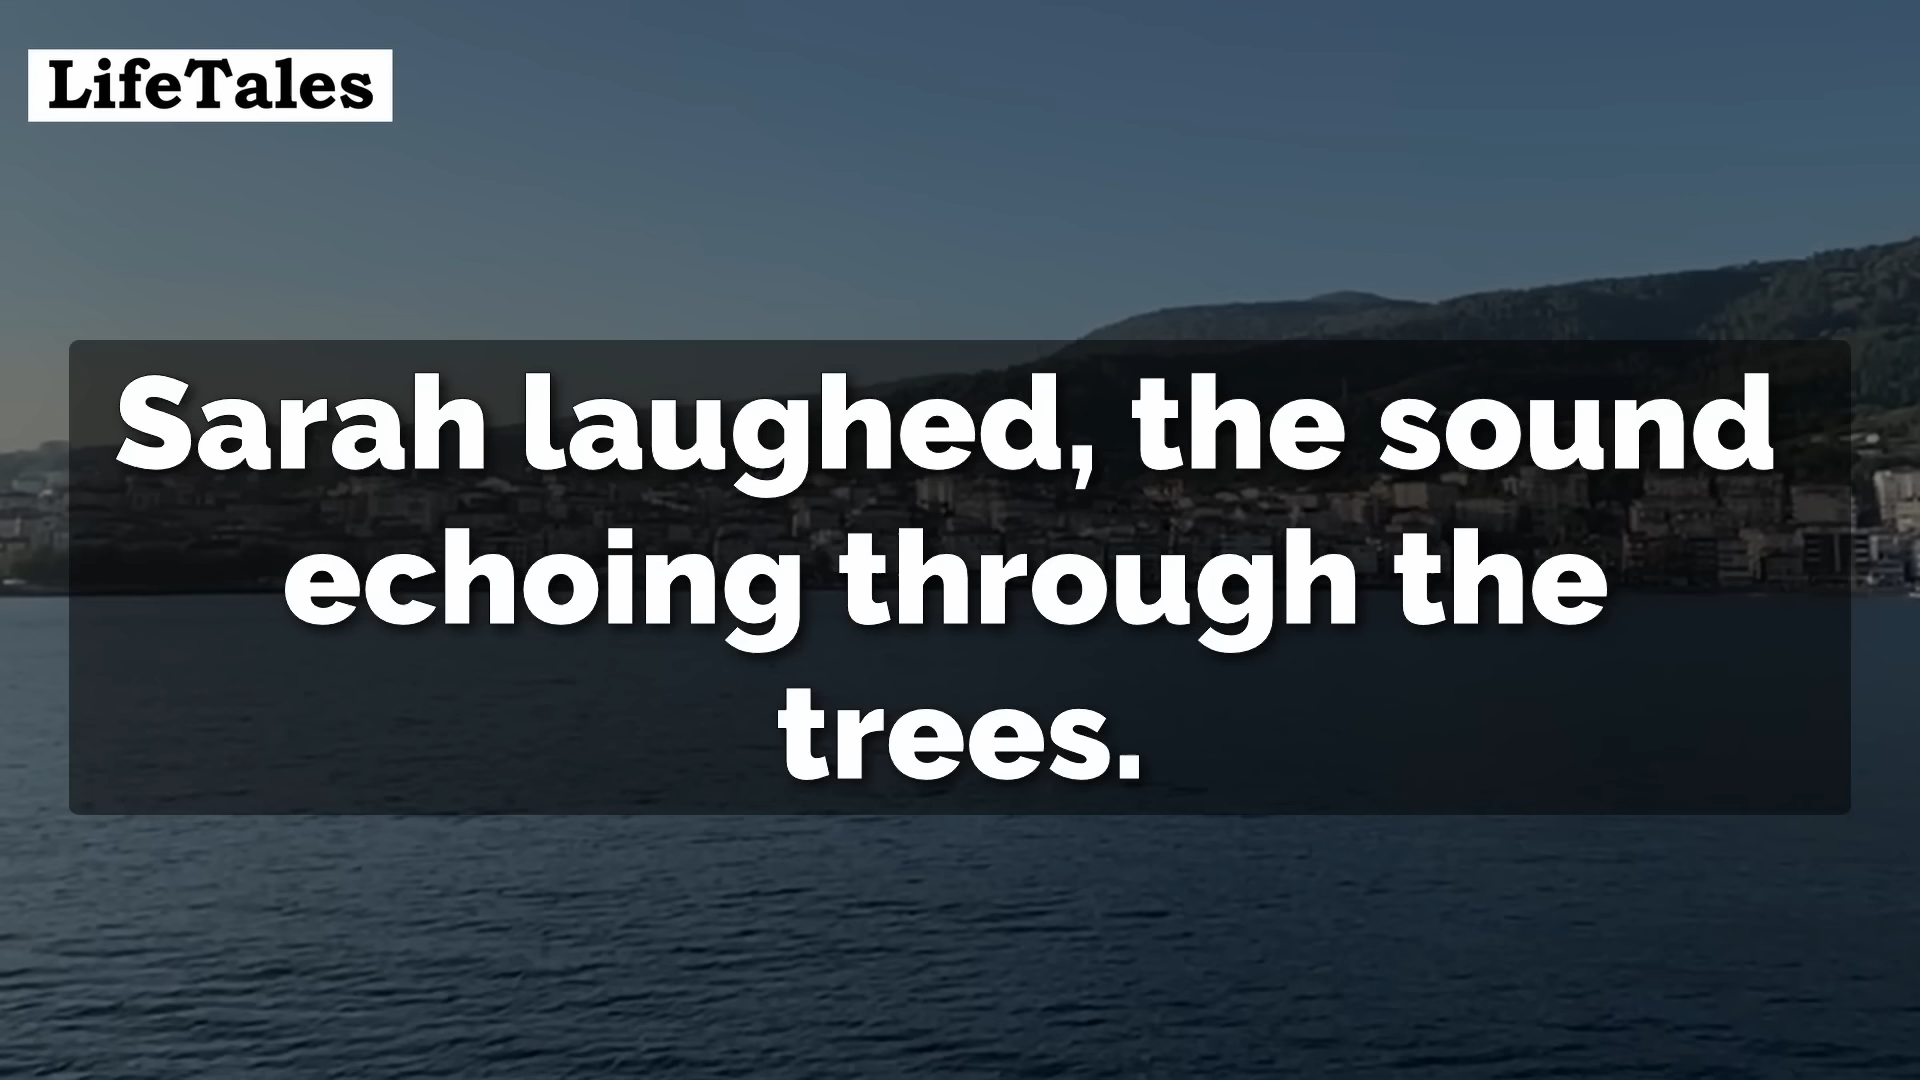 LifeTales
Sarah laughed, the sound
echoing through the
trees.